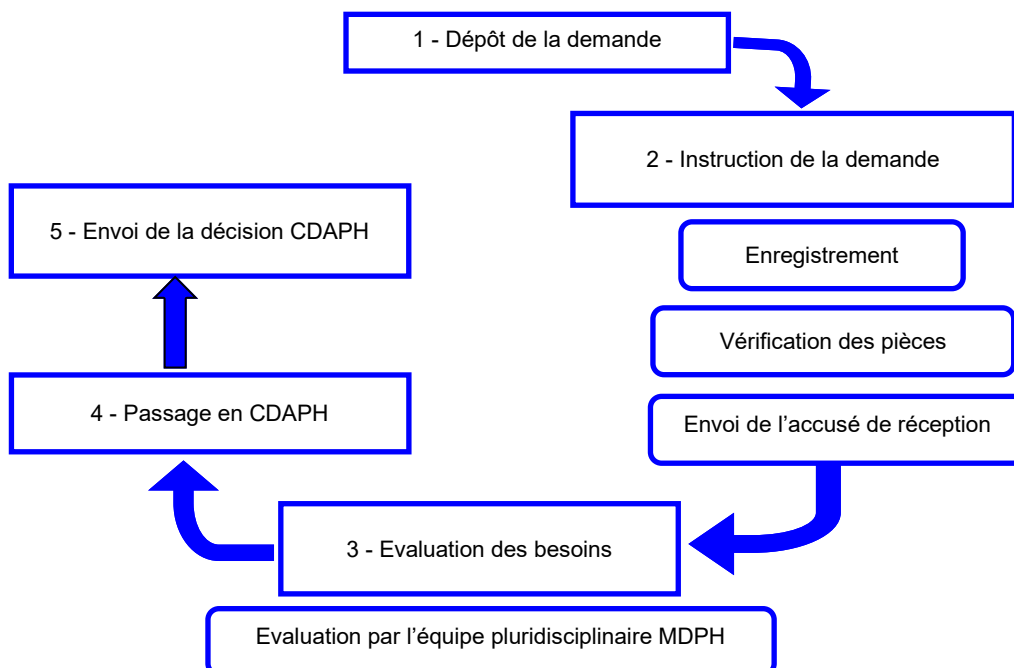 1 - Dépôt de la demande
2 - Instruction de la demande
Enregistrement
Vérification des pièces
Envoi de l’accusé de réception
3 - Evaluation des besoins
Evaluation par l’équipe pluridisciplinaire MDPH
4 - Passage en CDAPH
5 - Envoi de la décision CDAPH